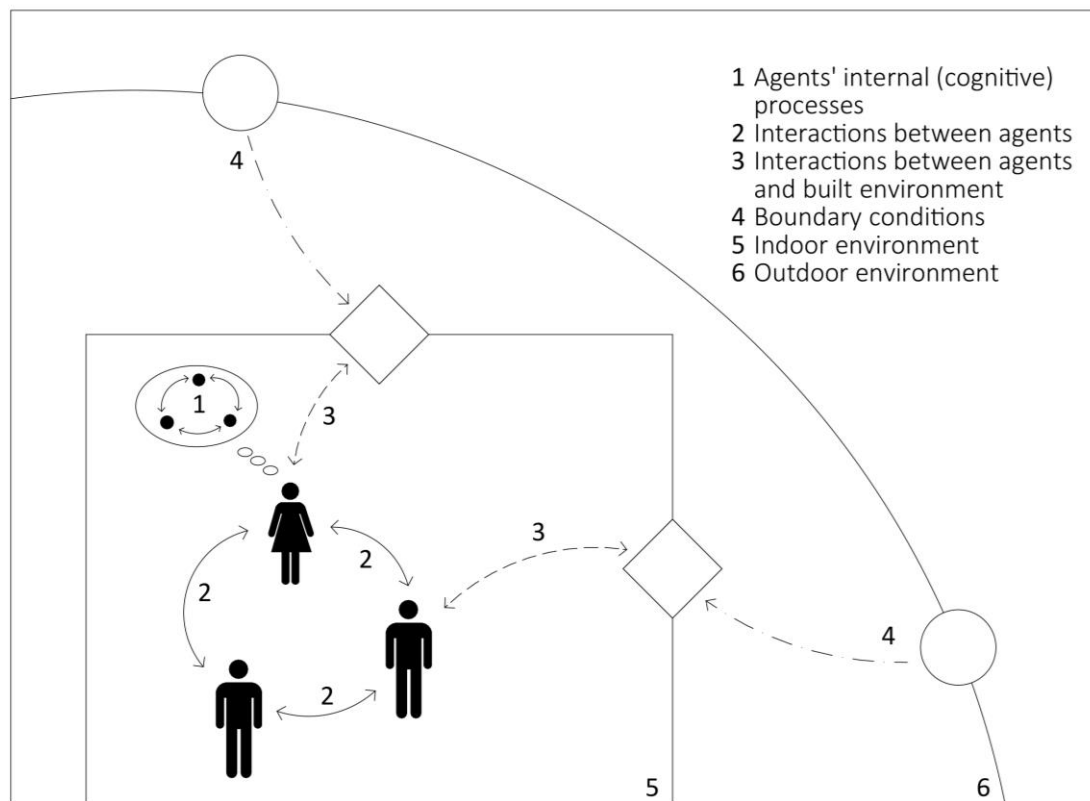 1 Agents' internal (cognitive)
processes
2 Interactions between agents
3 Interactions between agents
and built environment
4 Boundary conditions
5 Indoor environment
6 Outdoor environment
4
1
3
2
3
2
4
2
5
6